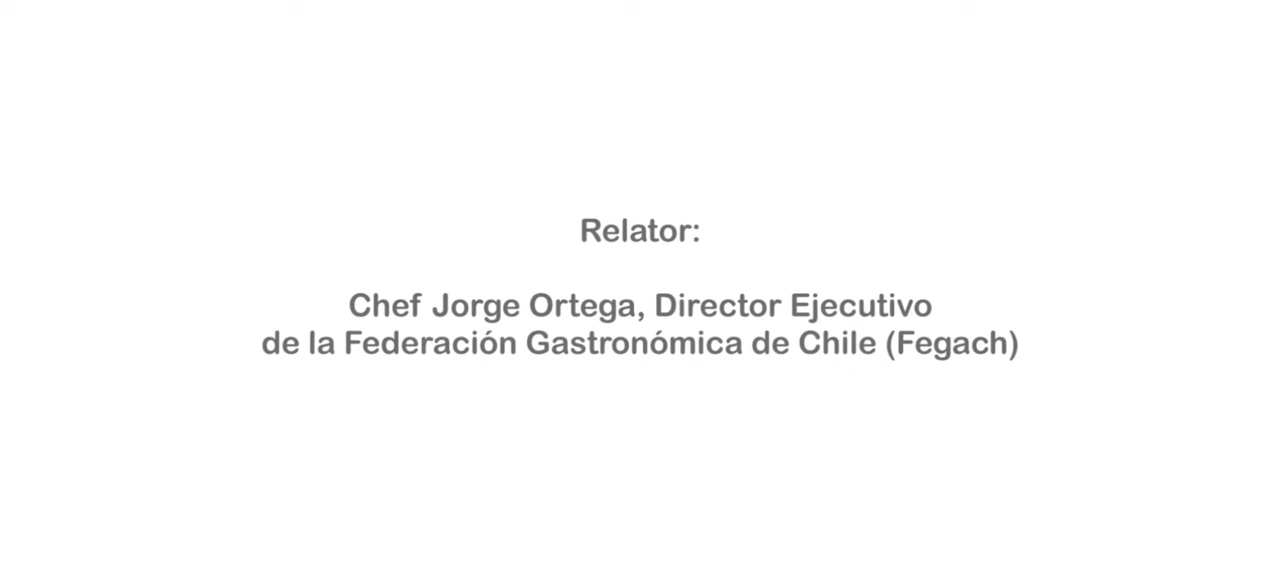 Relator:
Chef Jorge Ortega, Director Ejecutivo
de la Federación Gastronómica de Chile (Fegach)